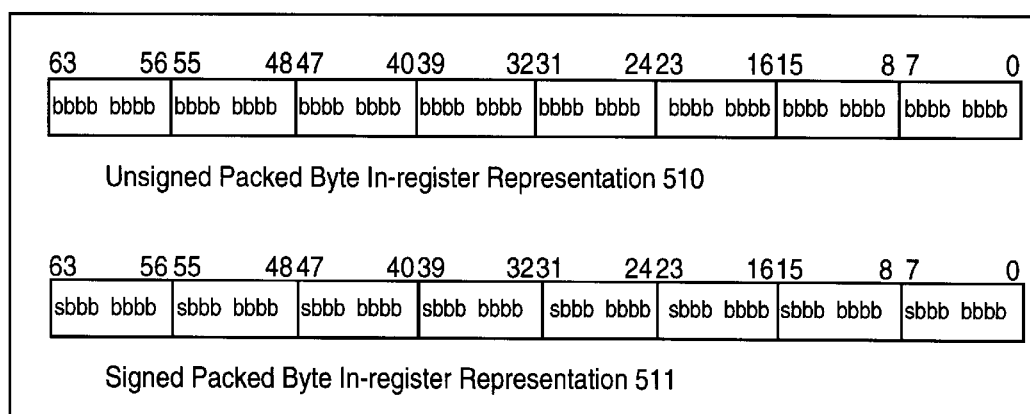 63 56 55 48 47 40 39 32 31 24 23 16 15 8 7 0
bbbb bbbb bbbb bbbb bbbb bbbb bbbb bbbb bbbb bbbb bbbb bbbb bbbb bbbb bbbb bbbb
Unsigned Packed Byte In-register Representation 510
63 56 55 48 47 40 39 32 31 24 23 16 15 8 7 0
sbbb bbbb sbbb bbbb sbbb bbbb sbbb bbbb sbbb bbbb sbbb bbbb sbbb bbbb sbbb bbbb
Signed Packed Byte In-register Representation 511